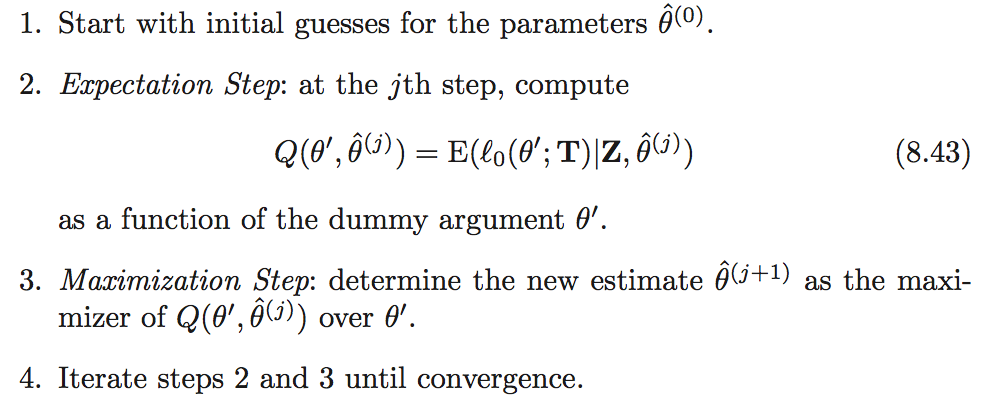 1. Start with initial guesses for the parameters θ̂⁽⁰⁾.
2. Expectation Step: at the jth step, compute
Q(θ′, θ̂⁽ʲ⁾) = E(ℓ₀(θ′; T)|Z, θ̂⁽ʲ⁾) (8.43)
as a function of the dummy argument θ′.
3. Maximization Step: determine the new estimate θ̂⁽ʲ⁺¹⁾ as the maxi-
mizer of Q(θ′, θ̂⁽ʲ⁾) over θ′.
4. Iterate steps 2 and 3 until convergence.